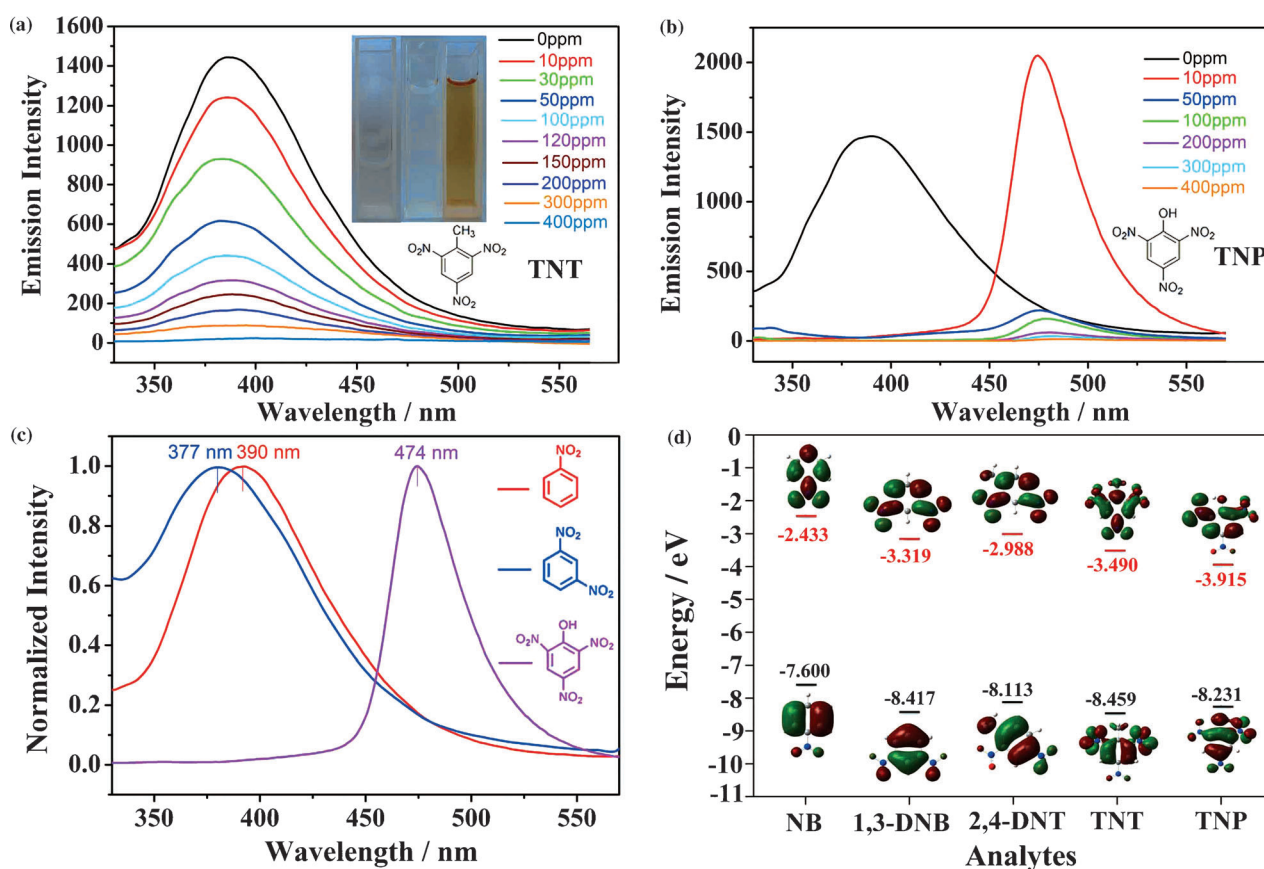 (a)
1600
1400
1200
1000
800
600
400
200
0
Emission Intensity
350 400 450 500 550
Wavelength / nm
0ppm
10ppm
30ppm
50ppm
100ppm
120ppm
150ppm
200ppm
300ppm
400ppm
CH3
O2N NO2
NO2
TNT
(b)
2000
1500
1000
500
0
Emission Intensity
350 400 450 500 550
Wavelength / nm
0ppm
10ppm
50ppm
100ppm
200ppm
300ppm
400ppm
OH
O2N NO2
NO2
TNP
(c)
1.0
0.8
0.6
0.4
0.2
0.0
Normalized Intensity
350 400 450 500 550
Wavelength / nm
377 nm 390 nm 474 nm
NO2
NO2
NO2
OH
O2N NO2
NO2
(d)
0
-1
-2
-3
-4
-5
-6
-7
-8
-9
-10
-11
Energy / eV
-2.433 -3.319 -2.988 -3.490 -3.915
-7.600 -8.417 -8.113 -8.459 -8.231
NB 1,3-DNB 2,4-DNT TNT TNP
Analytes